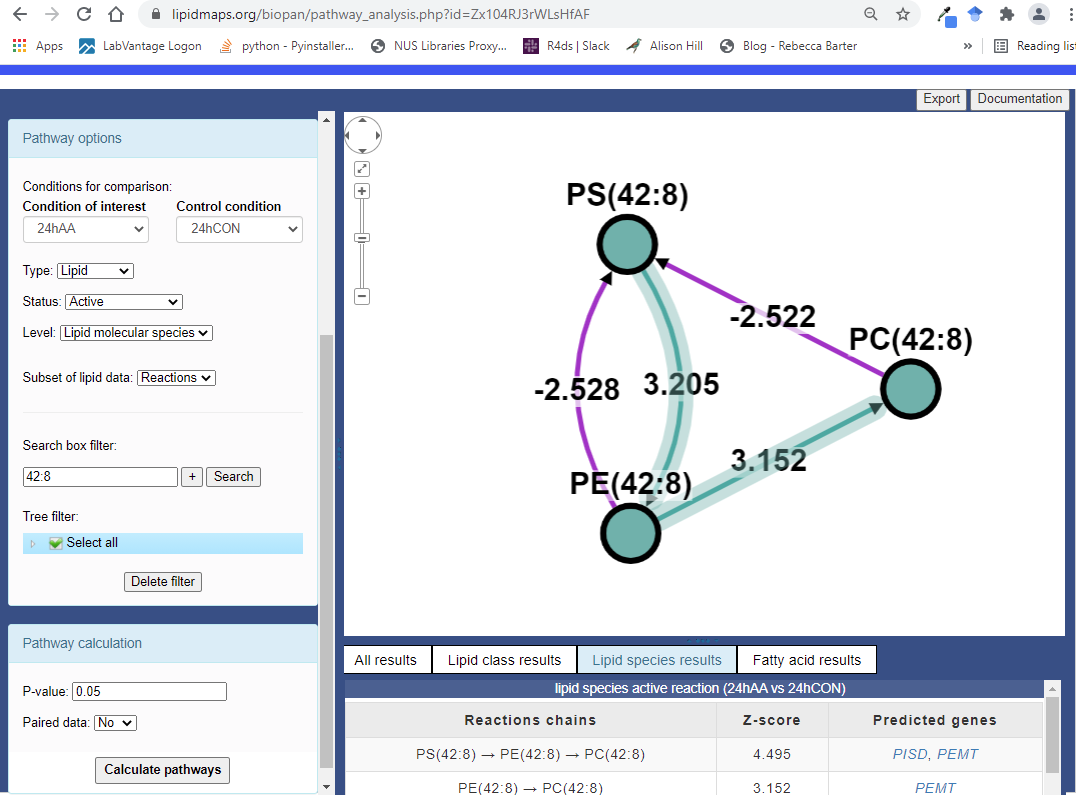 lipidmaps.org/biopan/pathway_analysis.php?id=Zx104RJ3rWLsHfAF
Apps LabVantage Logon python - Pyinstaller... NUS Libraries Proxy... R4ds | Slack Alison Hill Blog - Rebecca Barter » Reading list
Export Documentation
Pathway options
Conditions for comparison:
Condition of interest Control condition
24hAA 24hCON
Type: Lipid
Status: Active
Level: Lipid molecular species
Subset of lipid data: Reactions
Search box filter:
42:8 + Search
Tree filter:
Select all
Delete filter
Pathway calculation
P-value: 0.05
Paired data: No
Calculate pathways
PS(42:8)
-2.522
PC(42:8)
-2.528 3.205
3.152
PE(42:8)
All results Lipid class results Lipid species results Fatty acid results
lipid species active reaction (24hAA vs 24hCON)
Reactions chains Z-score Predicted genes
PS(42:8) → PE(42:8) → PC(42:8) 4.495 PISD, PEMT
PE(42:8) → PC(42:8) 3.152 PEMT